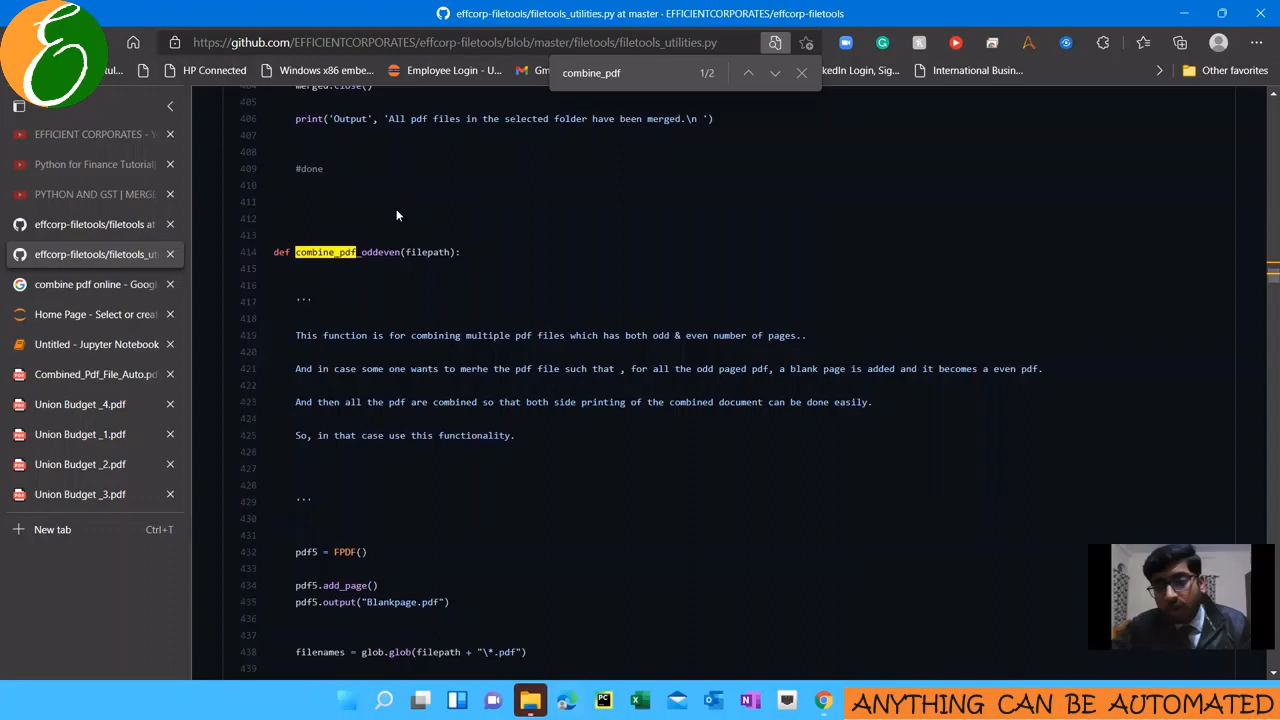 effcorp-filetools/filetools_utilities.py at master - EFFICIENTCORPORATES/effcorp-filetools
https://github.com/EFFICIENTCORPORATES/effcorp-filetools/blob/master/filetools/filetools_utilities.py
HP Connected
Windows x86 embe...
Employee Login - U...
combine_pdf
1/2
LinkedIn Login, Sig...
International Busin...
Other favorites
EFFICIENT CORPORATES - Y
Python for Finance Tutorial|
PYTHON AND GST | MERGE
effcorp-filetools/filetools at
effcorp-filetools/filetools_ut
combine pdf online - Googl
Home Page - Select or crea
Untitled - Jupyter Notebook
Combined_Pdf_File_Auto.pd
Union Budget _4.pdf
Union Budget _1.pdf
Union Budget _2.pdf
Union Budget _3.pdf
New tab Ctrl+T
404 merged.close()
405
406 print('Output', 'All pdf files in the selected folder have been merged.\n ')
407
408
409 #done
410
411
412
413
414 def combine_pdf_oddeven(filepath):
415
416
417 '''
418
419 This function is for combining multiple pdf files which has both odd & even number of pages..
420
421 And in case some one wants to merhe the pdf file such that , for all the odd paged pdf, a blank page is added and it becomes a even pdf.
422
423 And then all the pdf are combined so that both side printing of the combined document can be done easily.
424
425 So, in that case use this functionality.
426
427
428
429 '''
430
431
432 pdf5 = FPDF()
433
434 pdf5.add_page()
435 pdf5.output("Blankpage.pdf")
436
437
438 filenames = glob.glob(filepath + "\*.pdf")
439
ANYTHING CAN BE AUTOMATED